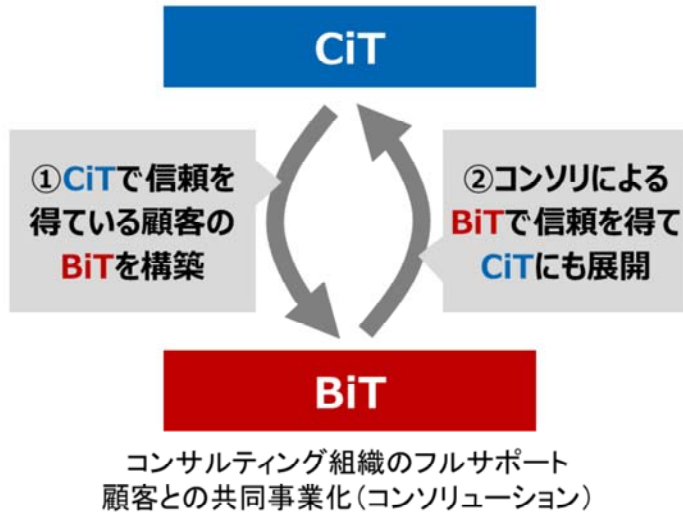 CiT
①CiTで信頼を
得ている顧客の
BiTを構築
②コンソリによる
BiTで信頼を得て
CiTにも展開
BiT
コンサルティング組織のフルサポート
顧客との共同事業化(コンソリューション)